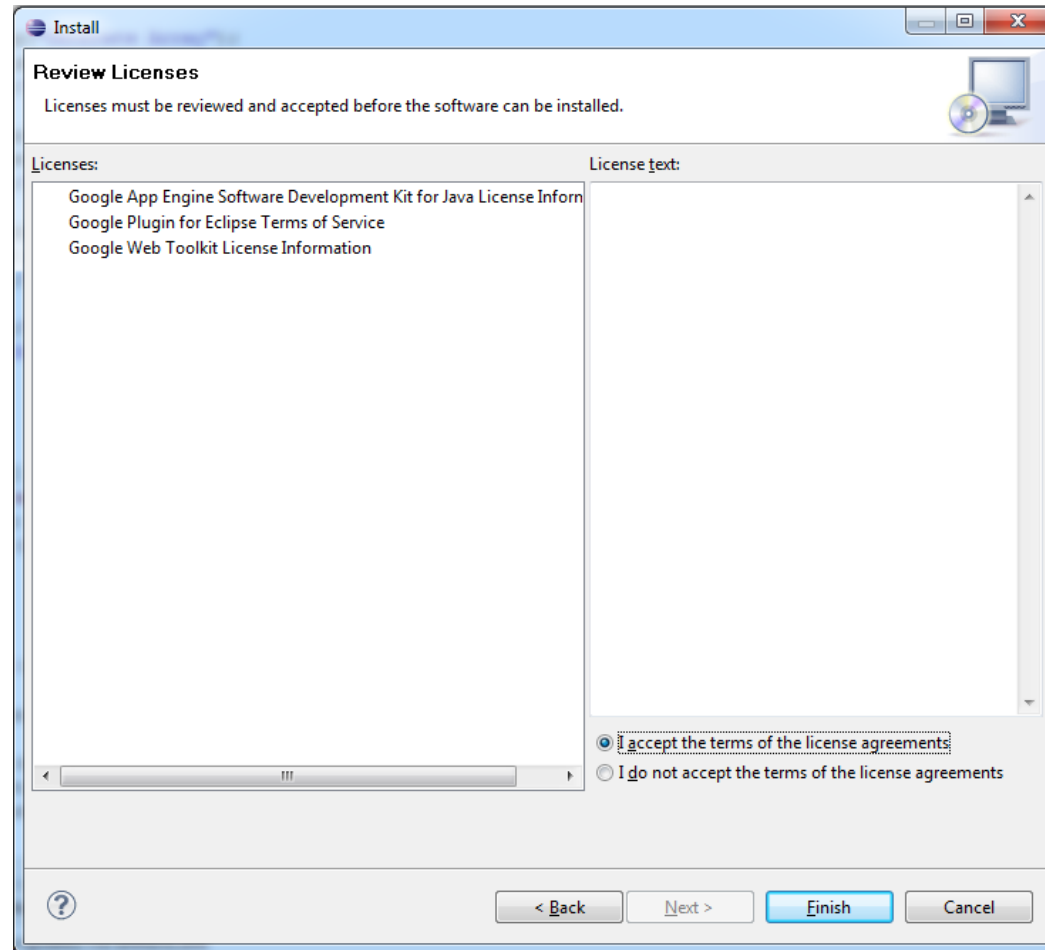 Install
Review Licenses
Licenses must be reviewed and accepted before the software can be installed.
Licenses:
License text:
Google App Engine Software Development Kit for Java License Inforn
Google Plugin for Eclipse Terms of Service
Google Web Toolkit License Information
I accept the terms of the license agreements
I do not accept the terms of the license agreements
< Back
Next >
Finish
Cancel